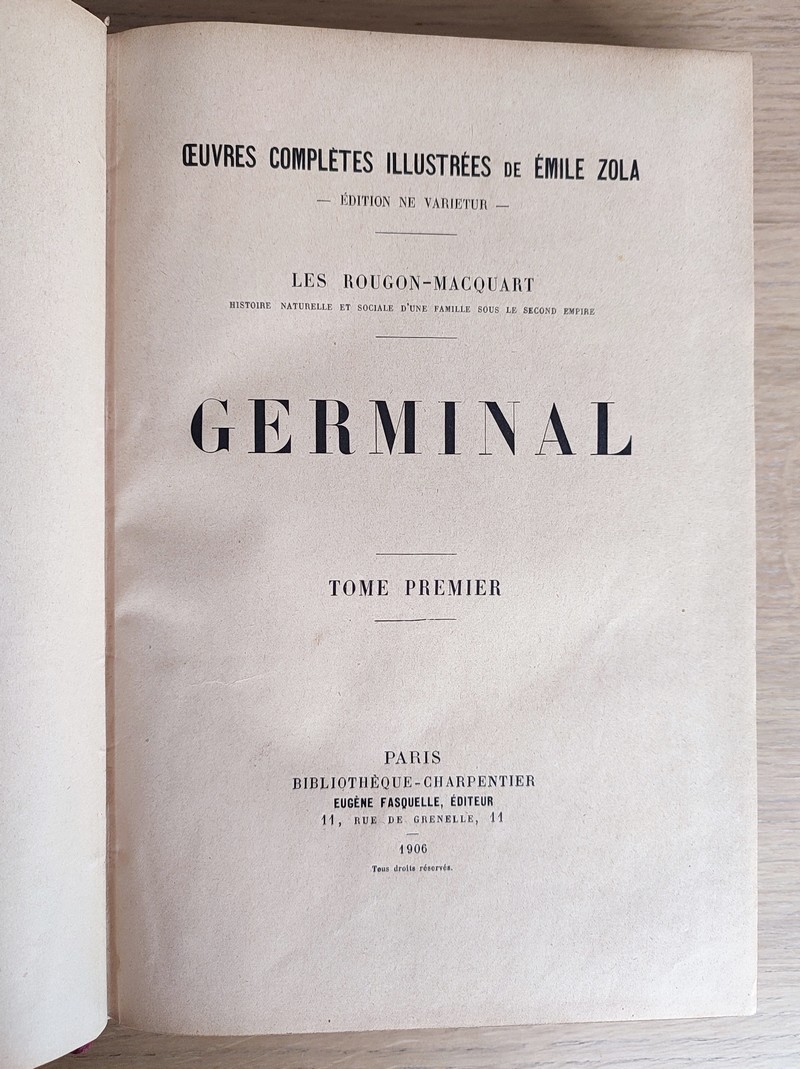 ŒUVRES COMPLÈTES ILLUSTRÉES DE ÉMILE ZOLA
— ÉDITION NE VARIETUR —
LES ROUGON-MACQUART
HISTOIRE NATURELLE ET SOCIALE D'UNE FAMILLE SOUS LE SECOND EMPIRE
GERMINAL
TOME PREMIER
PARIS
BIBLIOTHÈQUE-CHARPENTIER
EUGÈNE FASQUELLE, ÉDITEUR
11, RUE DE GRENELLE, 11
1906
Tous droits réservés.